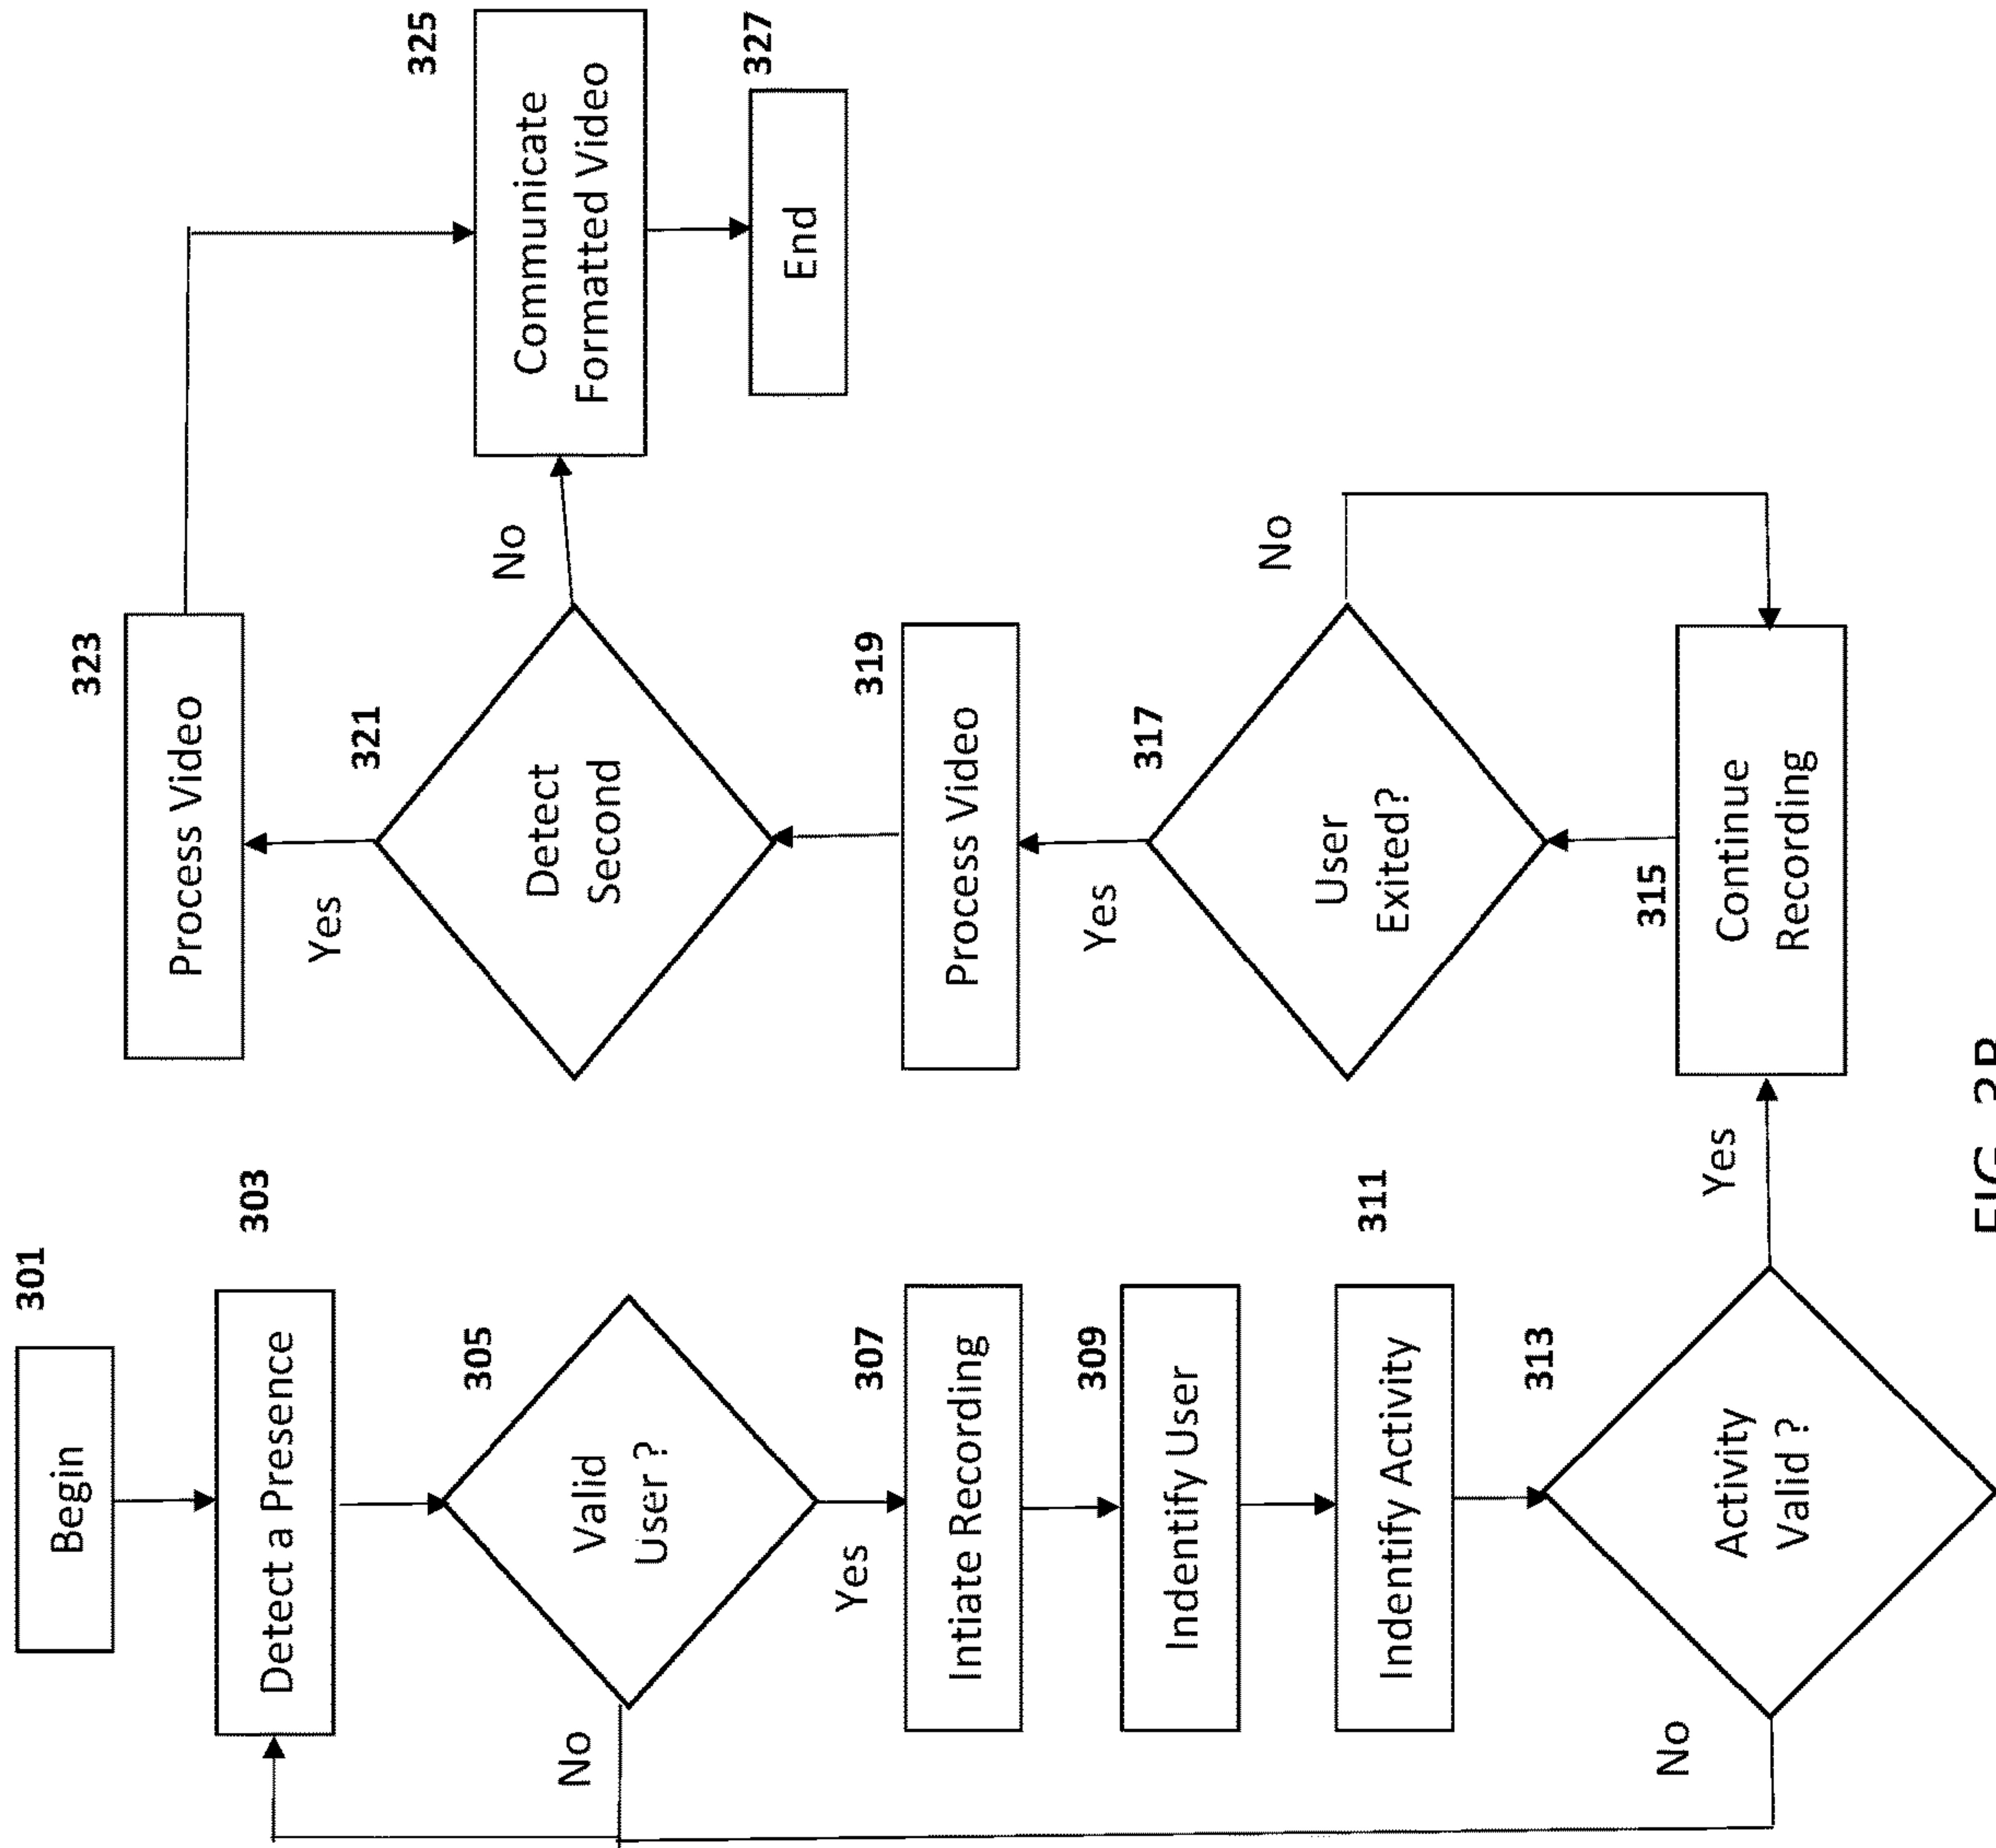 301
Begin
303
Detect a Presence
305
Valid
User ?
No
Yes
307
Intiate Recording
309
Indentify User
311
Indentify Activity
313
Activity
Valid ?
No
Yes
315
Continue
Recording
317
User
Exited?
No
Yes
319
Process Video
321
Detect
Second
No
Yes
323
Process Video
325
Communicate
Formatted Video
327
End